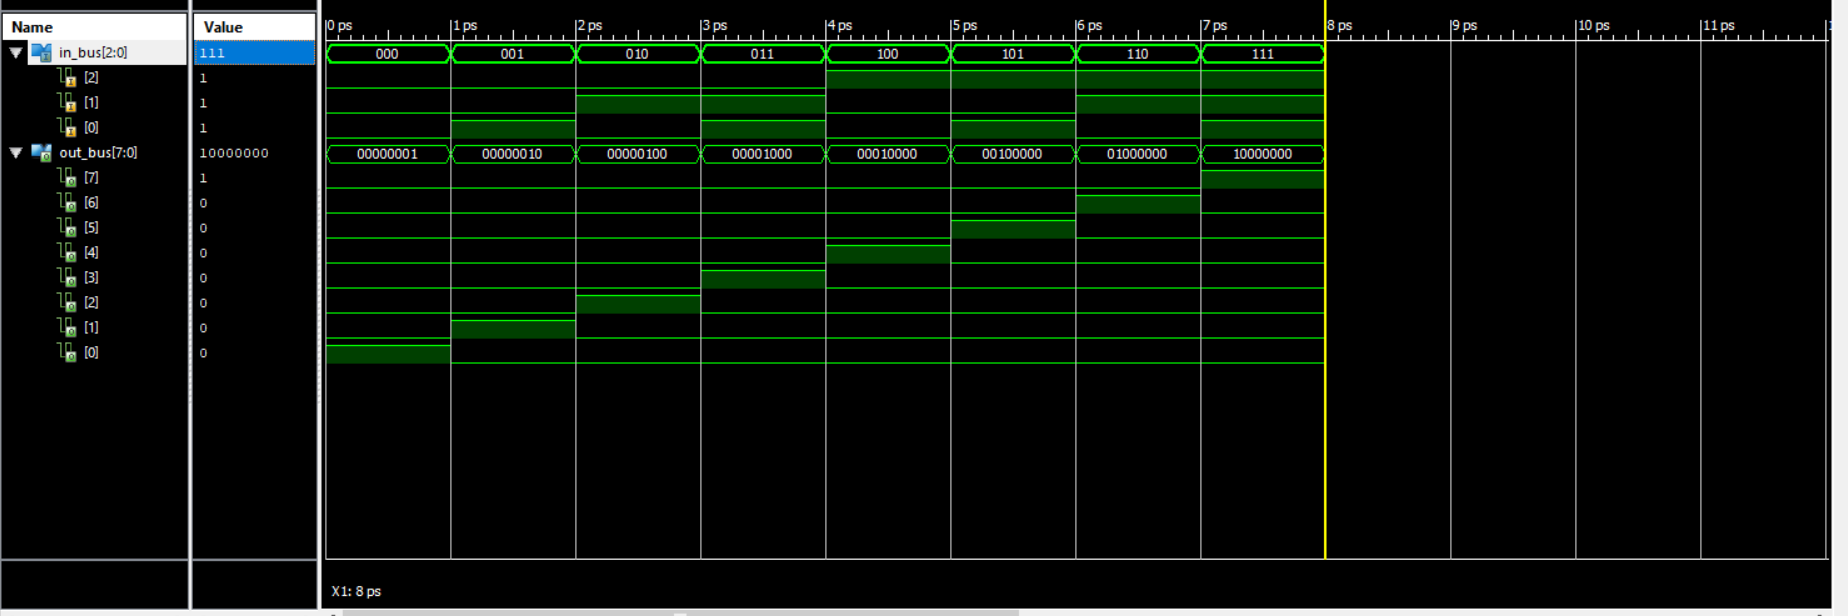 Name Value 0 ps 1 ps 2 ps 3 ps 4 ps 5 ps 6 ps 7 ps 8 ps 9 ps 10 ps 11 ps
in_bus[2:0] 111 000 001 010 011 100 101 110 111
[2] 1
[1] 1
[0] 1
out_bus[7:0] 10000000 00000001 00000010 00000100 00001000 00010000 00100000 01000000 10000000
[7] 1
[6] 0
[5] 0
[4] 0
[3] 0
[2] 0
[1] 0
[0] 0
X1: 8 ps